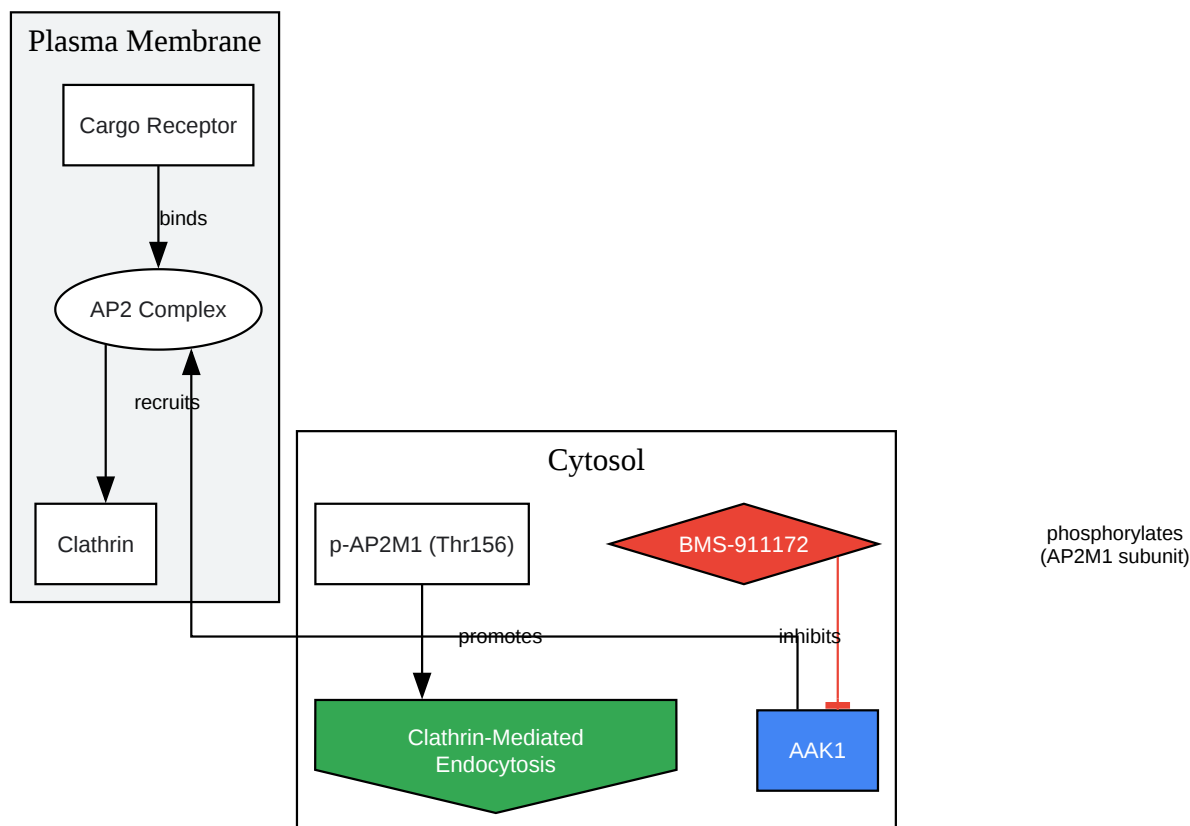 Plasma Membrane
Cargo Receptor
binds
AP2 Complex
recruits
Clathrin
Cytosol
p-AP2M1 (Thr156)
BMS-911172
phosphorylates
(AP2M1 subunit)
promotes
inhibits
Clathrin-Mediated
Endocytosis
AAK1